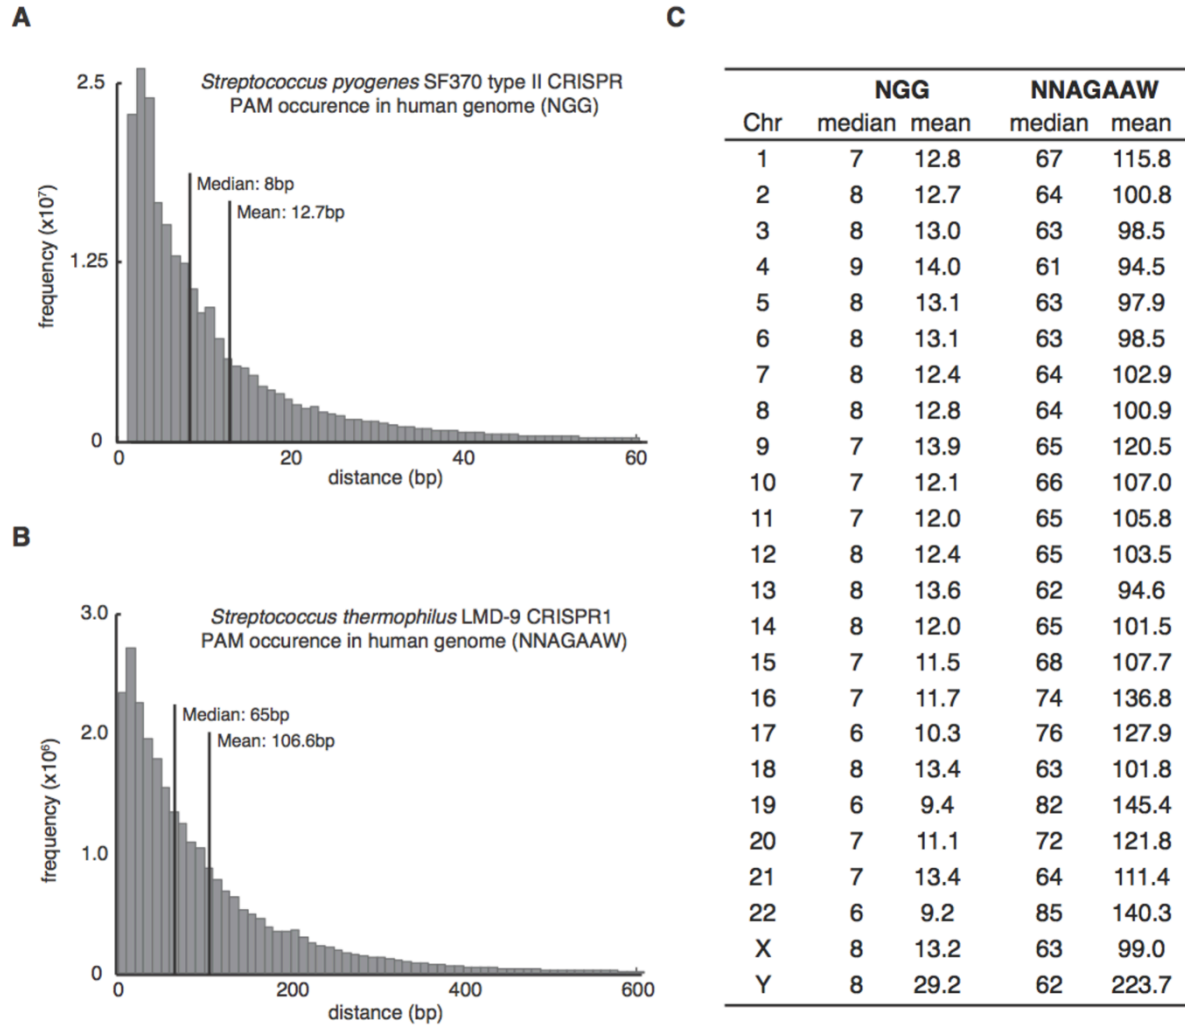 A
Streptococcus pyogenes SF370 type II CRISPR
PAM occurence in human genome (NGG)
2.5
1.25
0
frequency (x10⁷)
Median: 8bp
Mean: 12.7bp
0 20 40 60
distance (bp)
B
Streptococcus thermophilus LMD-9 CRISPR1
PAM occurence in human genome (NNAGAAW)
3.0
2.0
1.0
0
frequency (x10⁶)
Median: 65bp
Mean: 106.6bp
0 200 400 600
distance (bp)
C
NGG NNAGAAW
Chr median mean median mean
1 7 12.8 67 115.8
2 8 12.7 64 100.8
3 8 13.0 63 98.5
4 9 14.0 61 94.5
5 8 13.1 63 97.9
6 8 13.1 63 98.5
7 8 12.4 64 102.9
8 8 12.8 64 100.9
9 7 13.9 65 120.5
10 7 12.1 66 107.0
11 7 12.0 65 105.8
12 8 12.4 65 103.5
13 8 13.6 62 94.6
14 8 12.0 65 101.5
15 7 11.5 68 107.7
16 7 11.7 74 136.8
17 6 10.3 76 127.9
18 8 13.4 63 101.8
19 6 9.4 82 145.4
20 7 11.1 72 121.8
21 7 13.4 64 111.4
22 6 9.2 85 140.3
X 8 13.2 63 99.0
Y 8 29.2 62 223.7